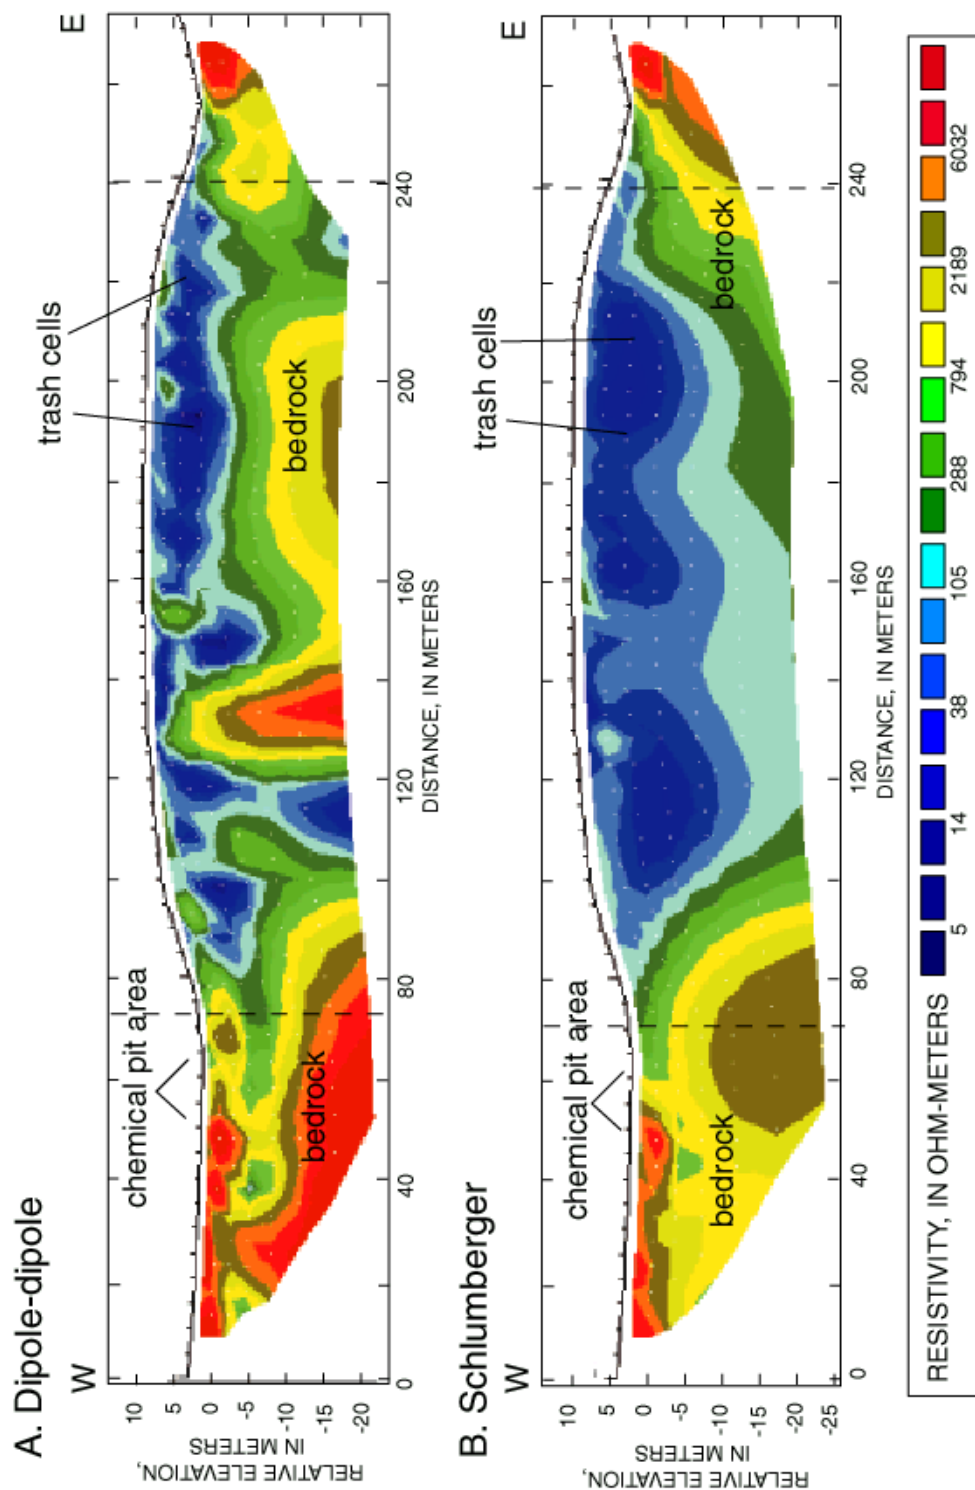 A. Dipole-dipole
W
E
chemical pit area
trash cells
bedrock
bedrock
10
5
0
-5
-10
-15
-20
RELATIVE ELEVATION,
IN METERS
0
40
80
120
160
200
240
DISTANCE, IN METERS
B. Schlumberger
W
E
chemical pit area
trash cells
bedrock
bedrock
10
5
0
-5
-10
-15
-20
-25
RELATIVE ELEVATION,
IN METERS
0
40
80
120
160
200
240
DISTANCE, IN METERS
RESISTIVITY, IN OHM-METERS
5 14 38 105 288 794 2189 6032